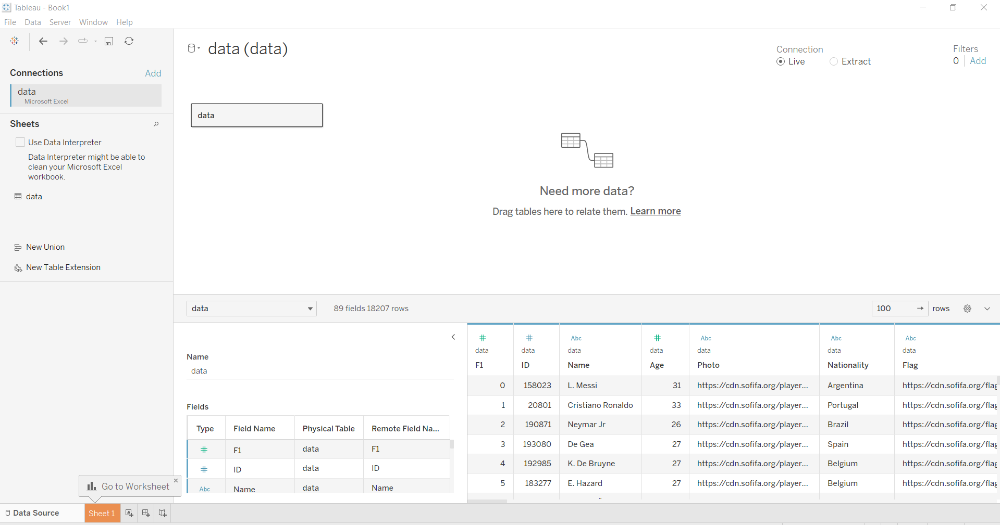 Tableau - Book1
File Data Server Window Help
Connections Add
data
Microsoft Excel
Sheets
Use Data Interpreter
Data Interpreter might be able to
clean your Microsoft Excel
workbook.
data
New Union
New Table Extension
data (data)
Connection
Live Extract
Filters
0 Add
data
Need more data?
Drag tables here to relate them. Learn more
data 89 fields 18207 rows 100 rows
Name
data
Fields
Type Field Name Physical Table Remote Field Na...
F1 data F1
ID data ID
Abc Name data Name
Abc Abc Abc Abc
data data data data data data data
F1 ID Name Age Photo Nationality Flag
0 158023 L. Messi 31 https://cdn.sofifa.org/player... Argentina https://cdn.sofifa.org/flag
1 20801 Cristiano Ronaldo 33 https://cdn.sofifa.org/player... Portugal https://cdn.sofifa.org/flag
2 190871 Neymar Jr 26 https://cdn.sofifa.org/player... Brazil https://cdn.sofifa.org/flag
3 193080 De Gea 27 https://cdn.sofifa.org/player... Spain https://cdn.sofifa.org/flag
4 192985 K. De Bruyne 27 https://cdn.sofifa.org/player... Belgium https://cdn.sofifa.org/flag
5 183277 E. Hazard 27 https://cdn.sofifa.org/player... Belgium https://cdn.sofifa.org/flag
Go to Worksheet
Data Source Sheet 1